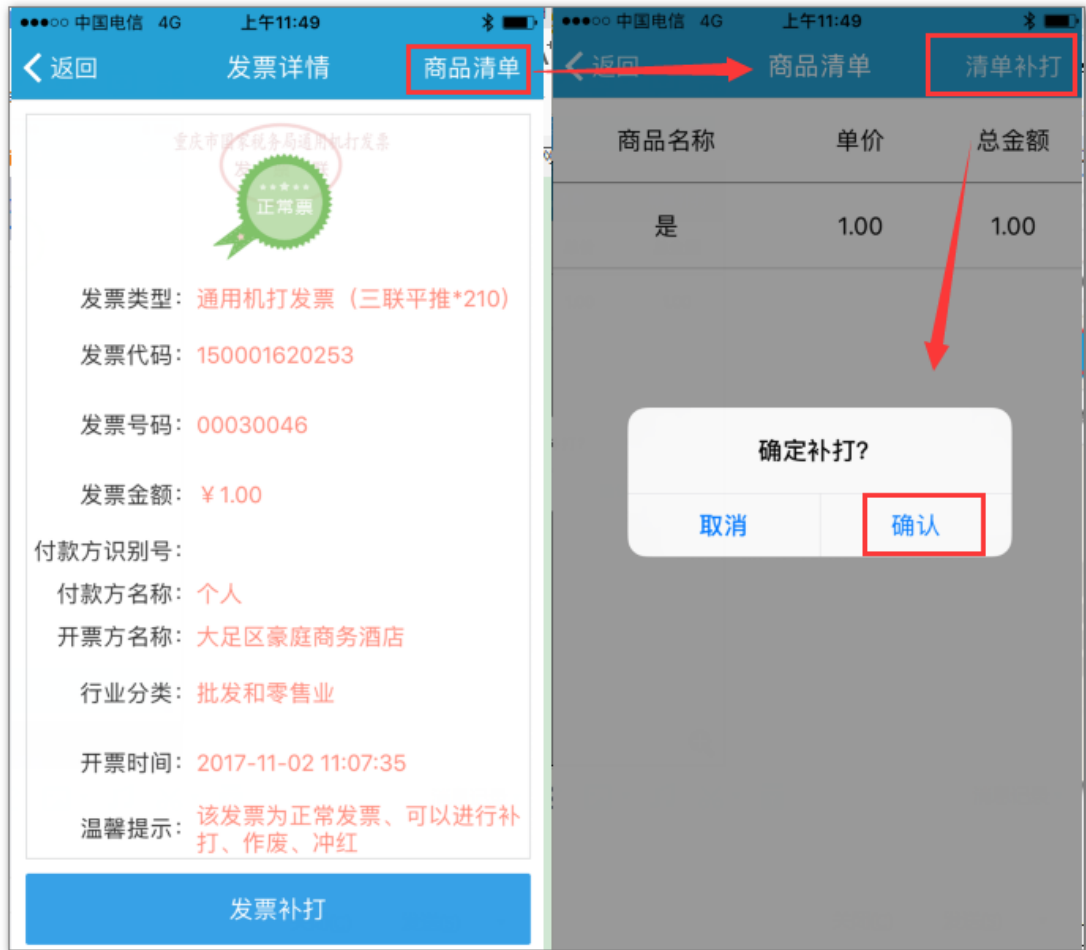 中国电信 4G 上午11:49
返回 发票详情 商品清单
重庆市国家税务局通用机打发票
正常票
发票类型：通用机打发票（三联平推*210）
发票代码：150001620253
发票号码：00030046
发票金额：￥1.00
付款方识别号：
付款方名称：个人
开票方名称：大足区豪庭商务酒店
行业分类：批发和零售业
开票时间：2017-11-02 11:07:35
温馨提示：该发票为正常发票、可以进行补
打、作废、冲红
发票补打
中国电信 4G 上午11:49
返回 商品清单 清单补打
商品名称 单价 总金额
是 1.00 1.00
确定补打?
取消 确认